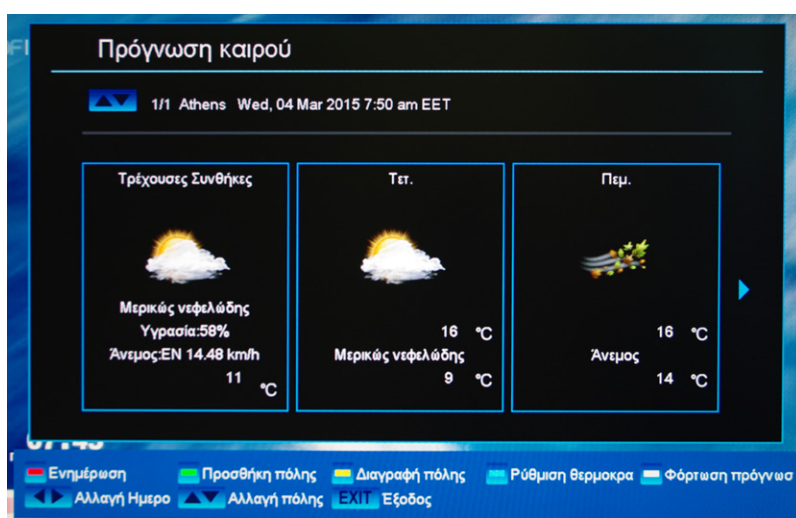 Πρόγνωση καιρού
1/1 Athens Wed, 04 Mar 2015 7:50 am EET
Τρέχουσες Συνθήκες
Μερικώς νεφελώδης
Υγρασία:58%
Άνεμος:EN 14.48 km/h
11 °C
Τετ.
16 °C
Μερικώς νεφελώδης
9 °C
Πεμ.
16 °C
Άνεμος
14 °C
Ενημέρωση Προσθήκη πόλης Διαγραφή πόλης Ρύθμιση θερμοκρα Φόρτωση πρόγνωσ
Αλλαγή Ημερο Αλλαγή πόλης EXIT Έξοδος